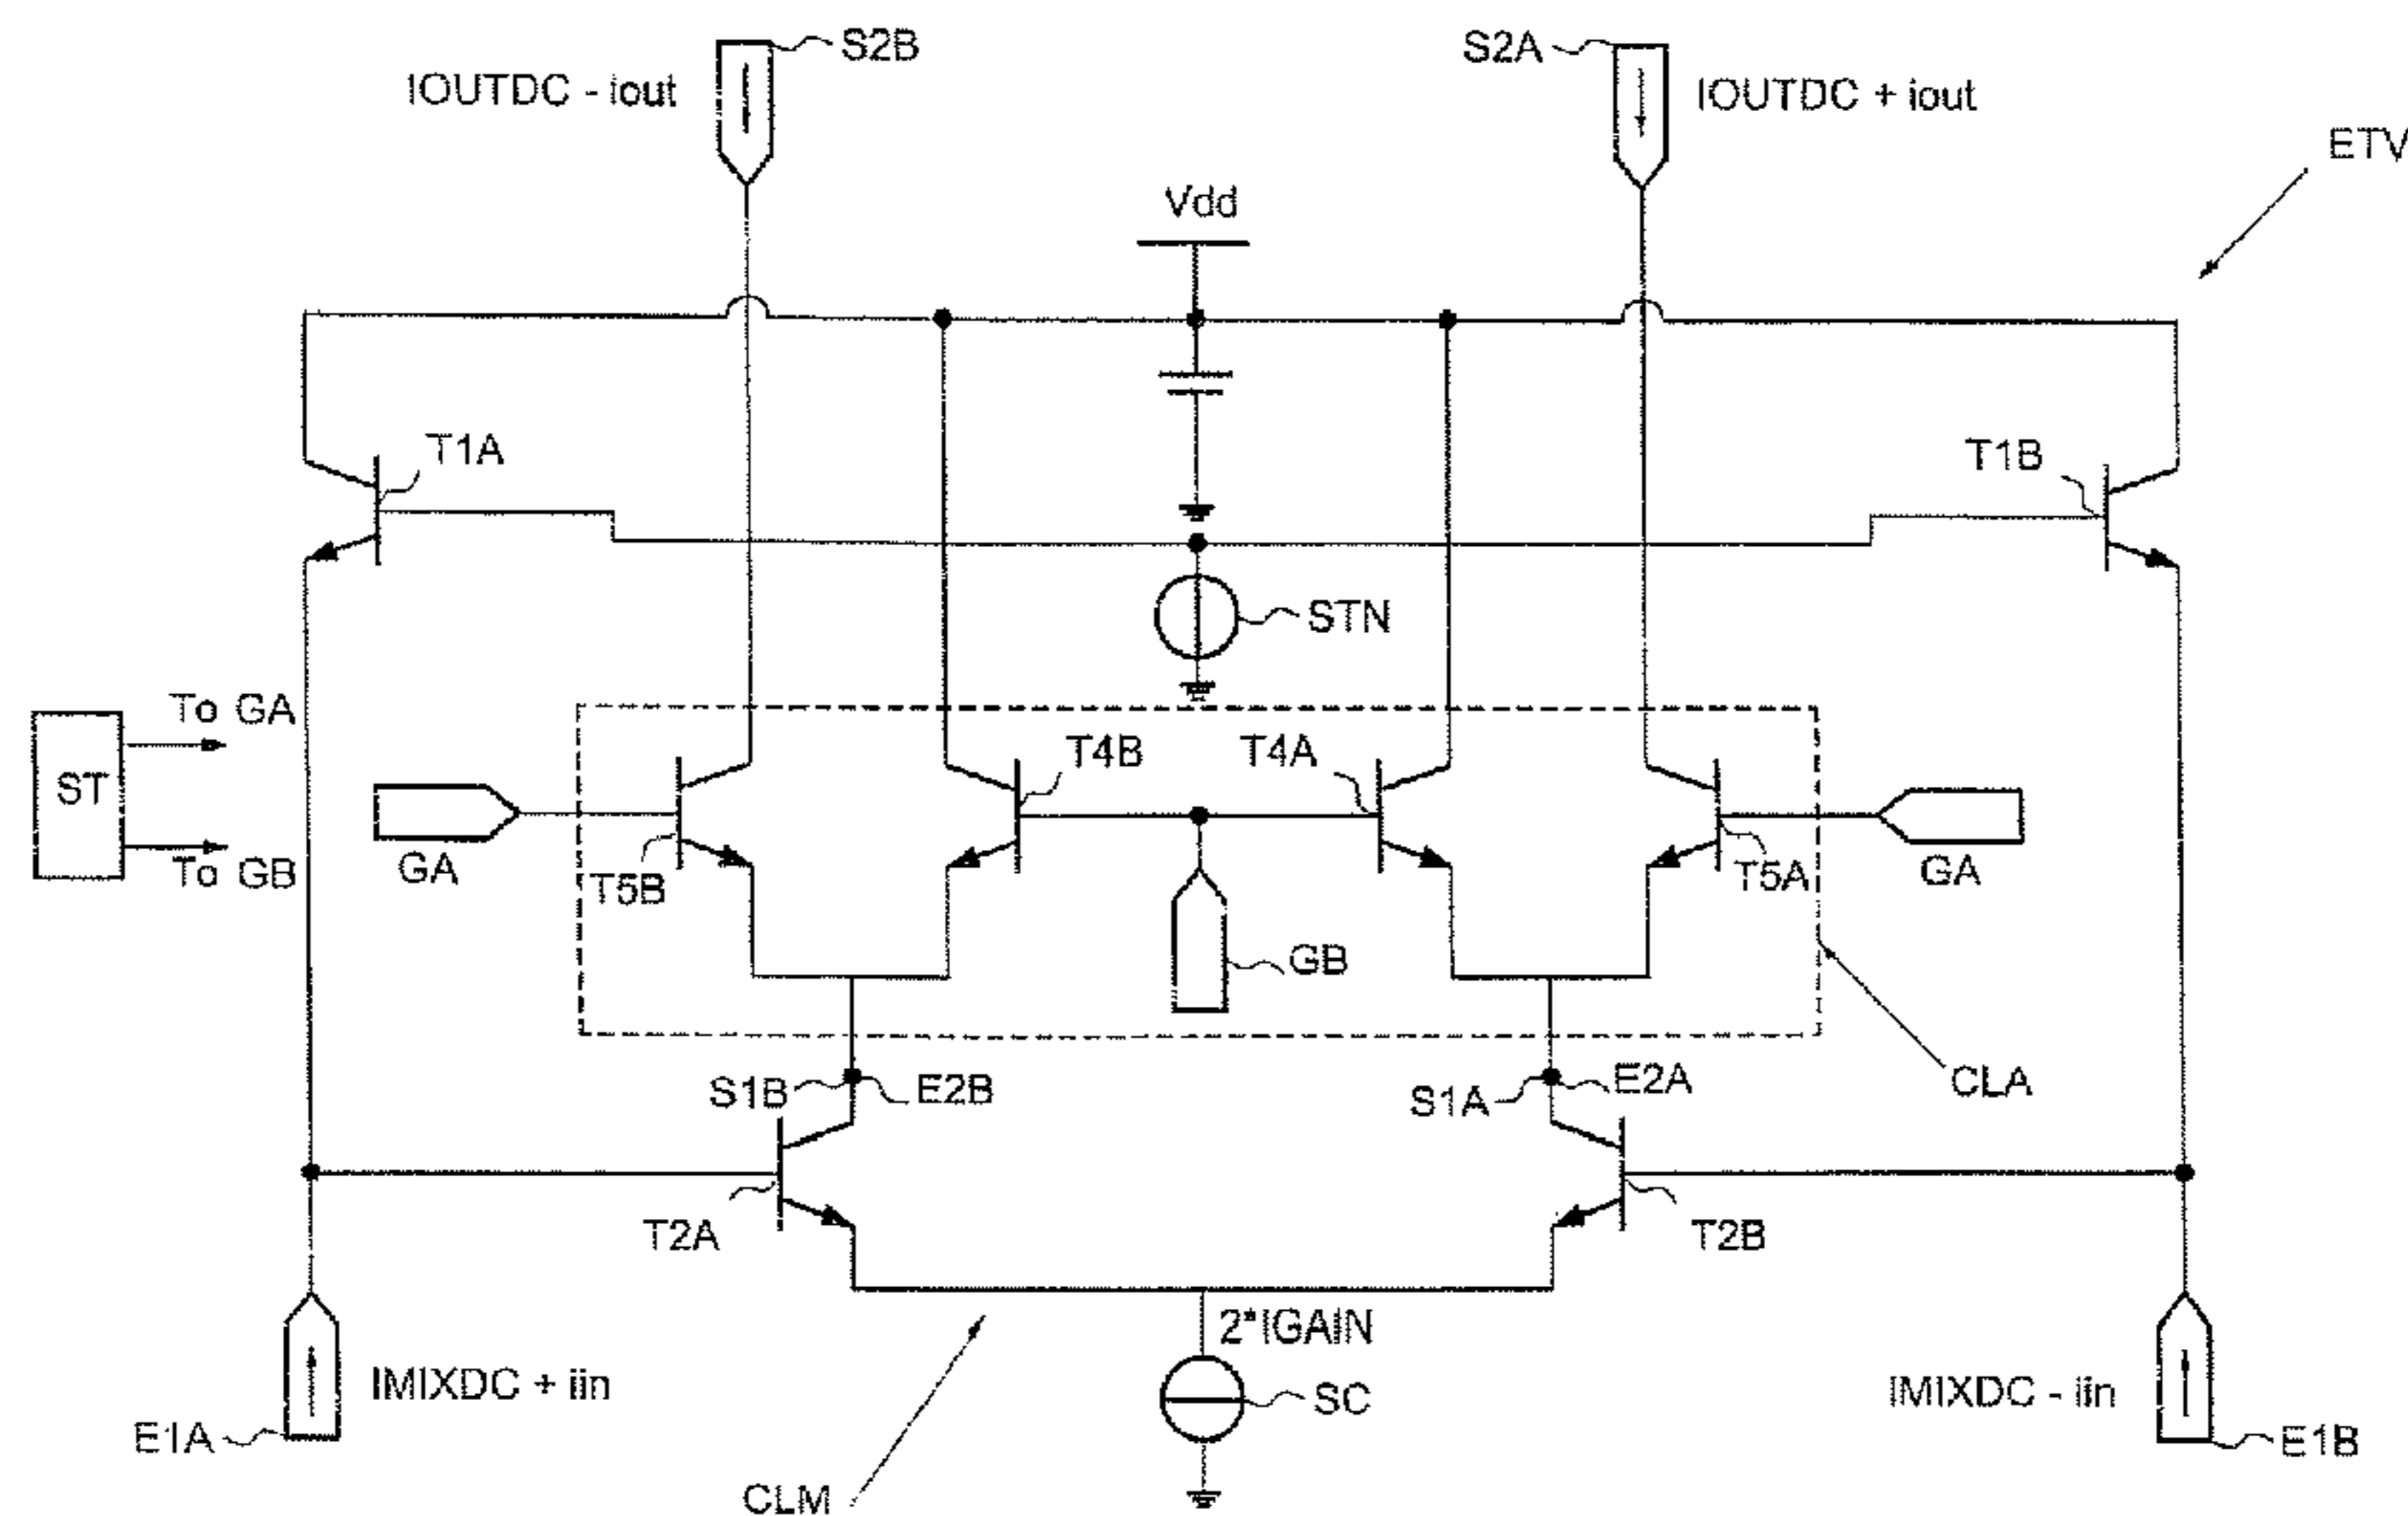 S2B
S2A
IOUTDC - iout
IOUTDC + iout
ETV
Vdd
T1A
T1B
STN
To GA
ST
To GB
T4B
T4A
GA
T5B
T5A
GA
GB
S1B
E2B
S1A
E2A
CLA
T2A
T2B
2*IGAIN
IMIXDC + iin
SC
IMIXDC - iin
E1A
E1B
CLM